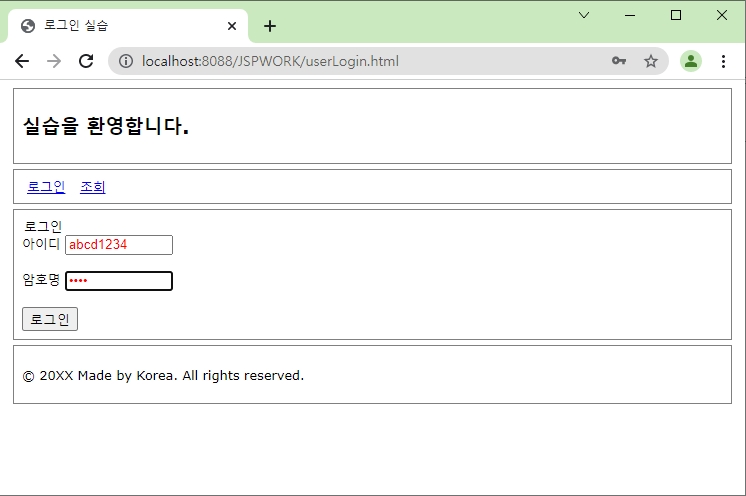 로그인 실습
localhost:8088/JSPWORK/userLogin.html
실습을 환영합니다.
로그인 조회
로그인
아이디 abcd1234
암호명 ••••
로그인
© 20XX Made by Korea. All rights reserved.